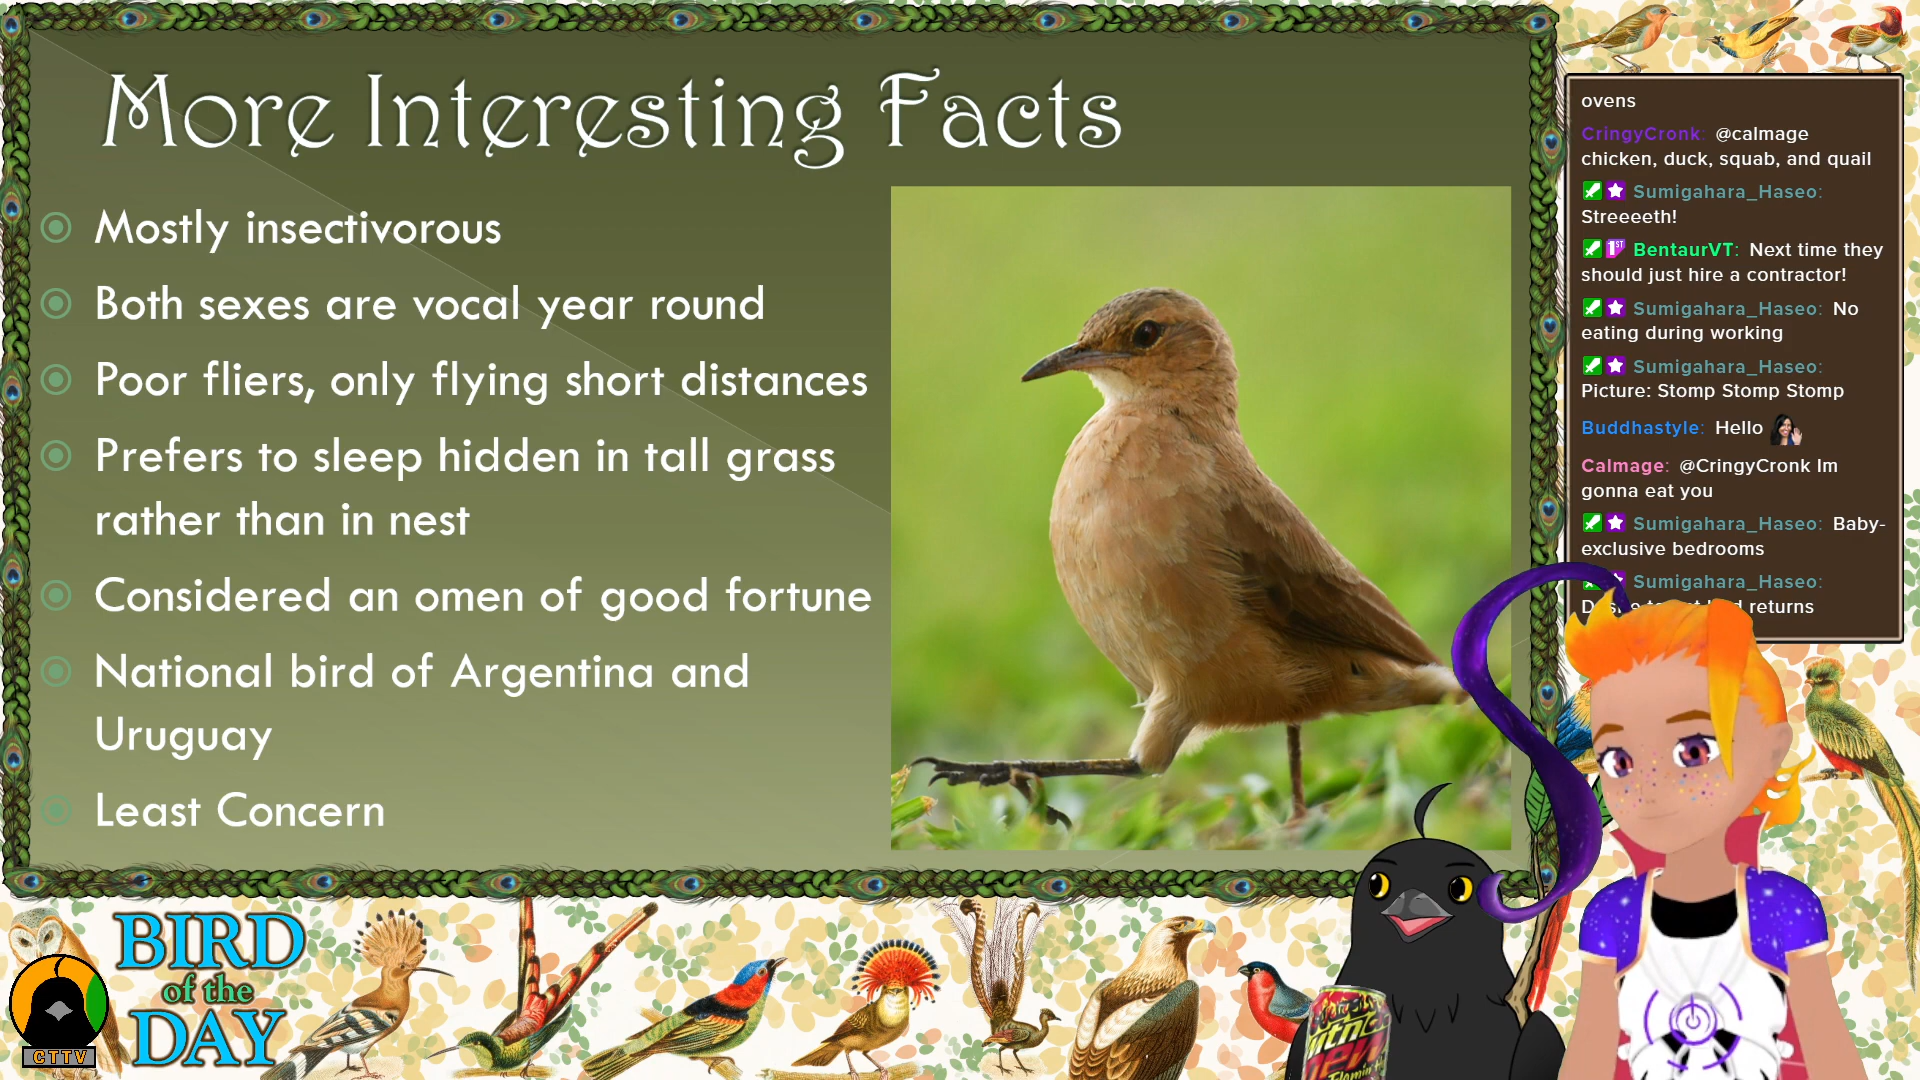 More Interesting Facts
Mostly insectivorous
Both sexes are vocal year round
Poor fliers, only flying short distances
Prefers to sleep hidden in tall grass
rather than in nest
Considered an omen of good fortune
National bird of Argentina and
Uruguay
Least Concern
ovens
CringyCronk: @calmage
chicken, duck, squab, and quail
Sumigahara_Haseo:
Streeeeth!
1ST BentaurVT: Next time they
should just hire a contractor!
Sumigahara_Haseo: No
eating during working
Sumigahara_Haseo:
Picture: Stomp Stomp Stomp
Buddhastyle: Hello
Calmage: @CringyCronk Im
gonna eat you
Sumigahara_Haseo: Baby-
exclusive bedrooms
Sumigahara_Haseo:
returns
BIRD
of the
DAY
CTTV